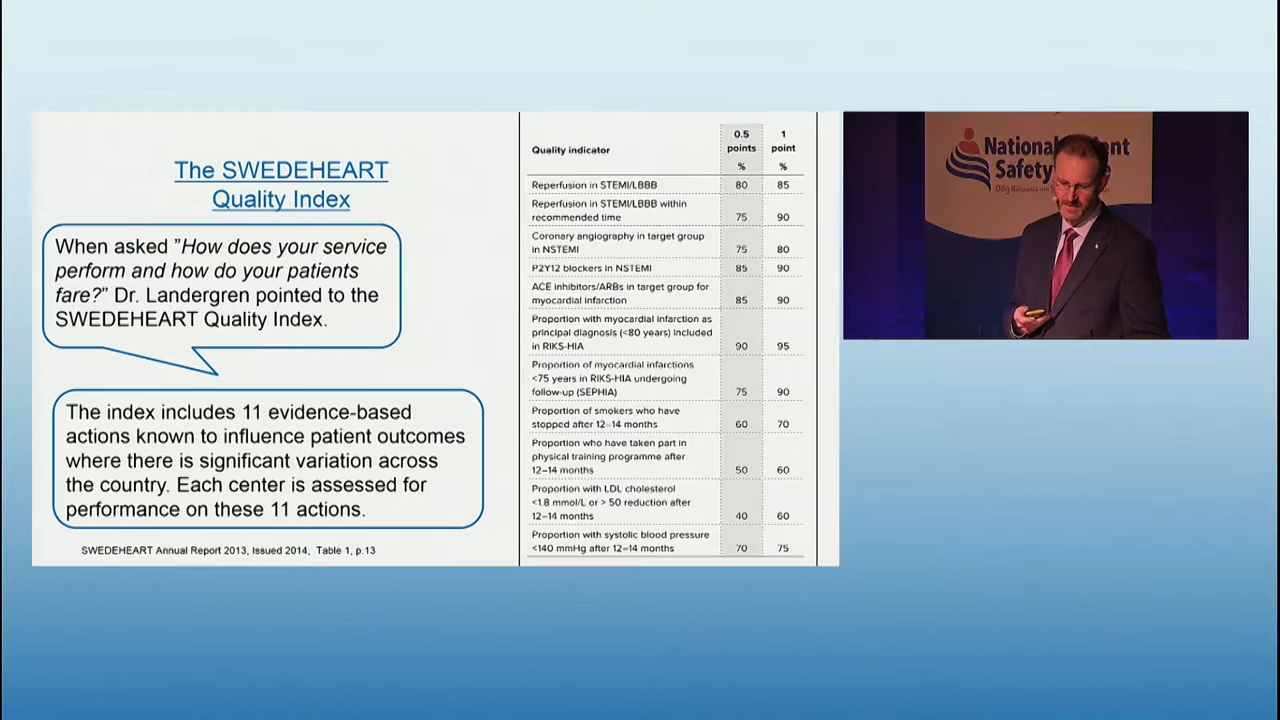 The SWEDEHEART
Quality Index
When asked "How does your service
perform and how do your patients
fare?" Dr. Landergren pointed to the
SWEDEHEART Quality Index.
The index includes 11 evidence-based
actions known to influence patient outcomes
where there is significant variation across
the country. Each center is assessed for
performance on these 11 actions.
SWEDEHEART Annual Report 2013, Issued 2014, Table 1, p.13
0.5 1
Quality indicator points point
% %
Reperfusion in STEMI/LBBB 80 85
Reperfusion in STEMI/LBBB within
recommended time 75 90
Coronary angiography in target group
in NSTEMI 75 80
P2Y12 blockers in NSTEMI 85 90
ACE inhibitors/ARBs in target group for
myocardial infarction 85 90
Proportion with myocardial infarction as
principal diagnosis (<80 years) included
in RIKS-HIA 90 95
Proportion of myocardial infarctions
<75 years in RIKS-HIA undergoing
follow-up (SEPHIA) 75 90
Proportion of smokers who have
stopped after 12–14 months 60 70
Proportion who have taken part in
physical training programme after
12–14 months 50 60
Proportion with LDL cholesterol
<1.8 mmol/L or > 50 reduction after
12–14 months 40 60
Proportion with systolic blood pressure
<140 mmHg after 12–14 months 70 75
National
Safety
Oifig Náisiúnta